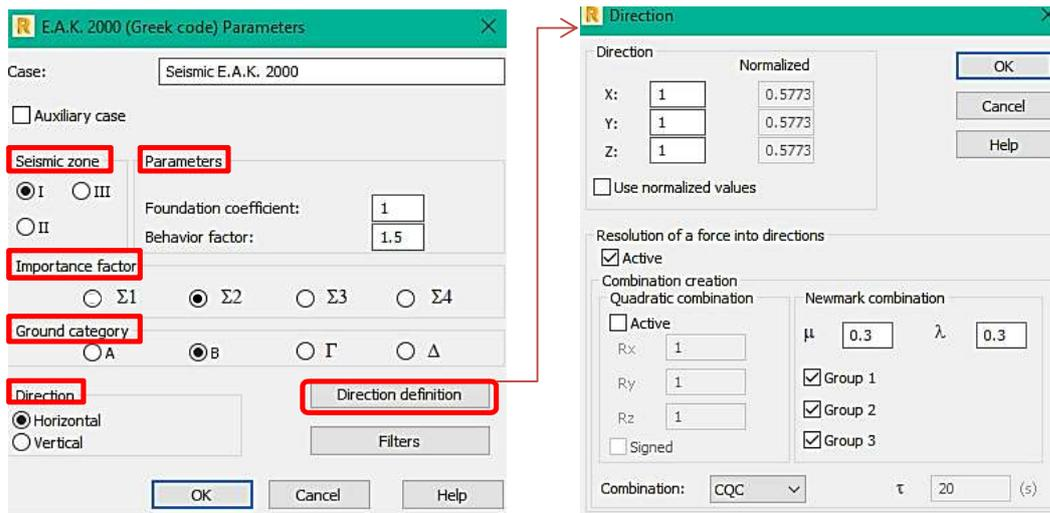 E.A.K. 2000 (Greek code) Parameters
Case: Seismic E.A.K. 2000
Auxiliary case
Seismic zone
I III
II
Parameters
Foundation coefficient: 1
Behavior factor: 1.5
Importance factor
Σ1 Σ2 Σ3 Σ4
Ground category
A B Γ Δ
Direction
Horizontal
Vertical
Direction definition
Filters
OK Cancel Help
Direction
Direction
Normalized
X: 1 0.5773
Y: 1 0.5773
Z: 1 0.5773
Use normalized values
OK
Cancel
Help
Resolution of a force into directions
Active
Combination creation
Quadratic combination
Active
Rx 1
Ry 1
Rz 1
Signed
Newmark combination
μ 0.3 λ 0.3
Group 1
Group 2
Group 3
Combination: CQC τ 20 (s)